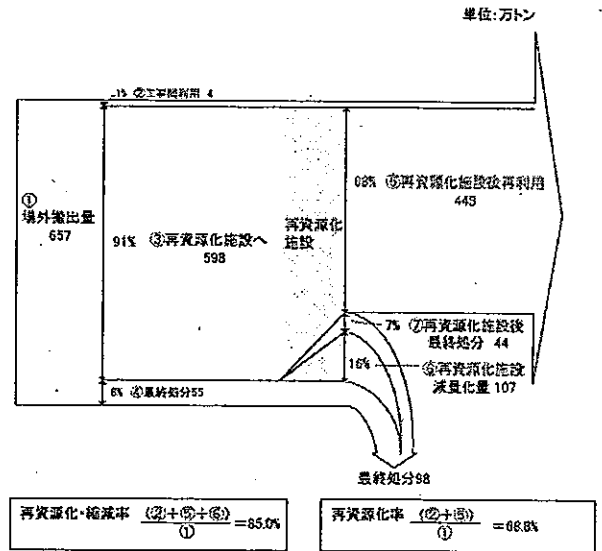 単位:万トン
1% ②工事間利用 4
①
場外搬出量
657
91% ③再資源化施設へ
598
再資源化
施設
68% ⑤再資源化施設後再利用
7% ⑦再資源化施設後
最終処分 44
16% ⑥再資源化施設
減量化量 107
④最終処分55
最終処分98
再資源化・縮減率 (②+⑤+⑥) / ① =85.0%
再資源化率 (②+⑤) / ① =68.8%